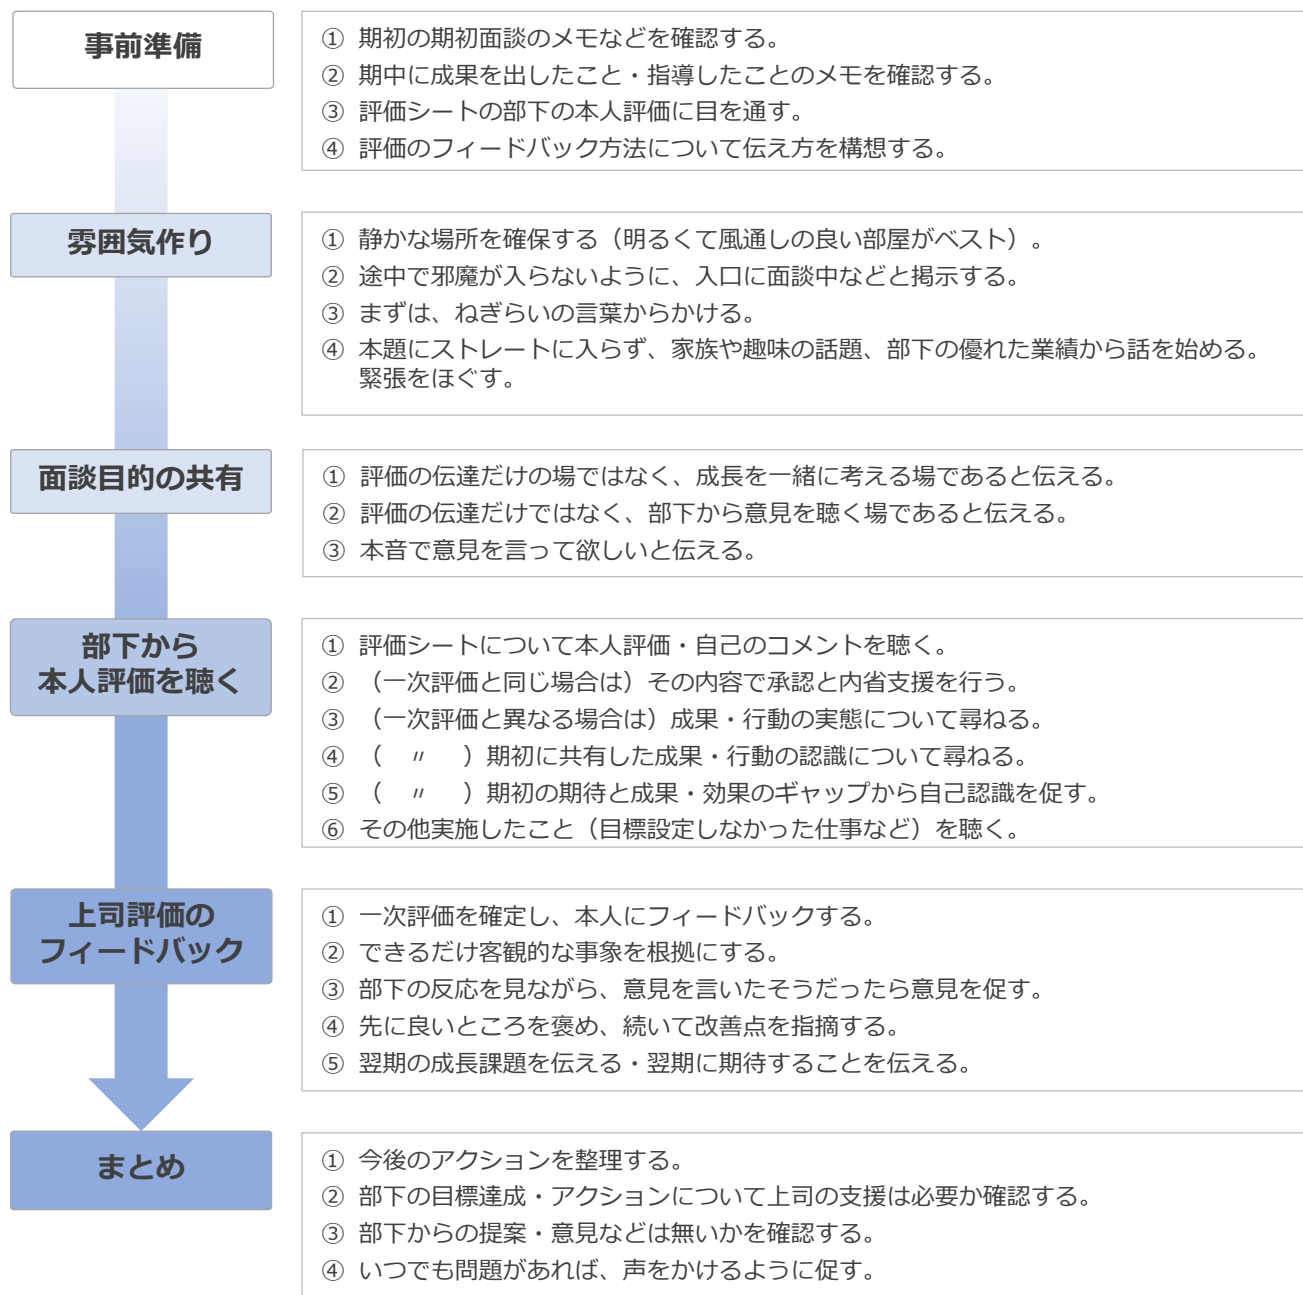 事前準備
① 期初の期初面談のメモなどを確認する。
② 期中に成果を出したこと・指導したことのメモを確認する。
③ 評価シートの部下の本人評価に目を通す。
④ 評価のフィードバック方法について伝え方を構想する。
雰囲気作り
① 静かな場所を確保する（明るくて風通しの良い部屋がベスト）。
② 途中で邪魔が入らないように、入口に面談中などと掲示する。
③ まずは、ねぎらいの言葉からかける。
④ 本題にストレートに入らず、家族や趣味の話題、部下の優れた業績から話を始める。
緊張をほぐす。
面談目的の共有
① 評価の伝達だけの場ではなく、成長を一緒に考える場であると伝える。
② 評価の伝達だけではなく、部下から意見を聴く場であると伝える。
③ 本音で意見を言って欲しいと伝える。
部下から
本人評価を聴く
① 評価シートについて本人評価・自己のコメントを聴く。
② （一次評価と同じ場合は）その内容で承認と内省支援を行う。
③ （一次評価と異なる場合は）成果・行動の実態について尋ねる。
④ （　〃　）期初に共有した成果・行動の認識について尋ねる。
⑤ （　〃　）期初の期待と成果・効果のギャップから自己認識を促す。
⑥ その他実施したこと（目標設定しなかった仕事など）を聴く。
上司評価の
フィードバック
① 一次評価を確定し、本人にフィードバックする。
② できるだけ客観的な事象を根拠にする。
③ 部下の反応を見ながら、意見を言いたそうだったら意見を促す。
④ 先に良いところを褒め、続いて改善点を指摘する。
⑤ 翌期の成長課題を伝える・翌期に期待することを伝える。
まとめ
① 今後のアクションを整理する。
② 部下の目標達成・アクションについて上司の支援は必要か確認する。
③ 部下からの提案・意見などは無いかを確認する。
④ いつでも問題があれば、声をかけるように促す。